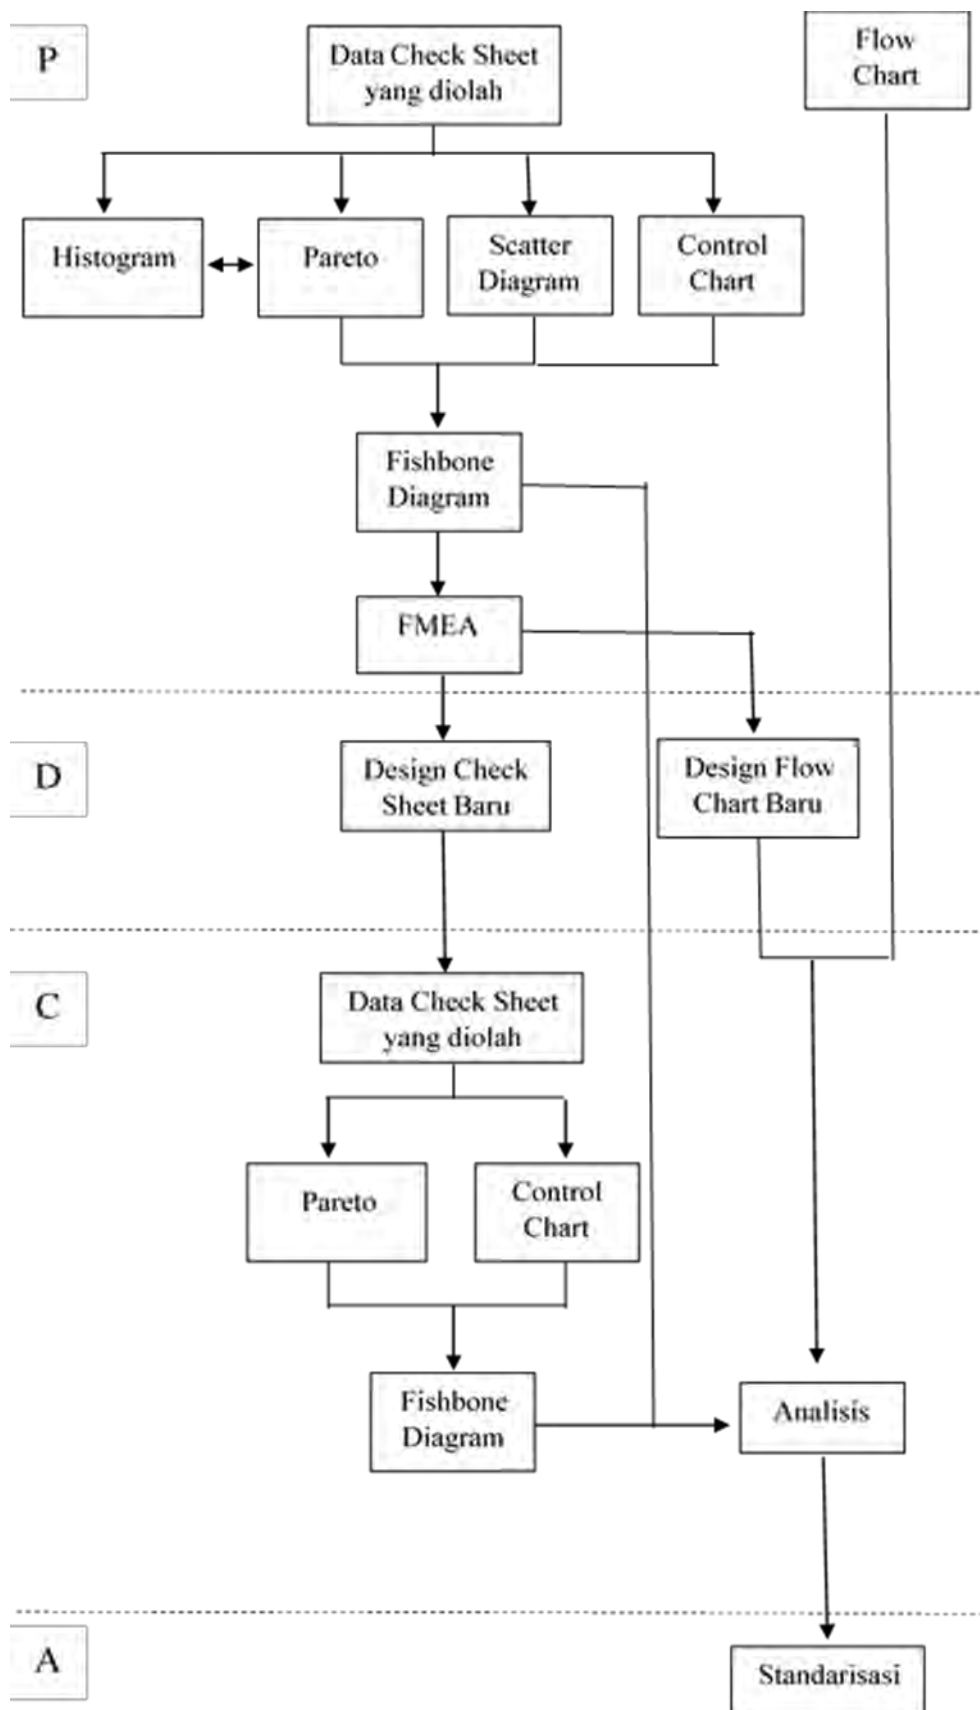 P
Data Check Sheet
yang diolah
Flow
Chart
Histogram
Pareto
Scatter
Diagram
Control
Chart
Fishbone
Diagram
FMEA
D
Design Check
Sheet Baru
Design Flow
Chart Baru
C
Data Check Sheet
yang diolah
Pareto
Control
Chart
Fishbone
Diagram
Analisis
A
Standarisasi